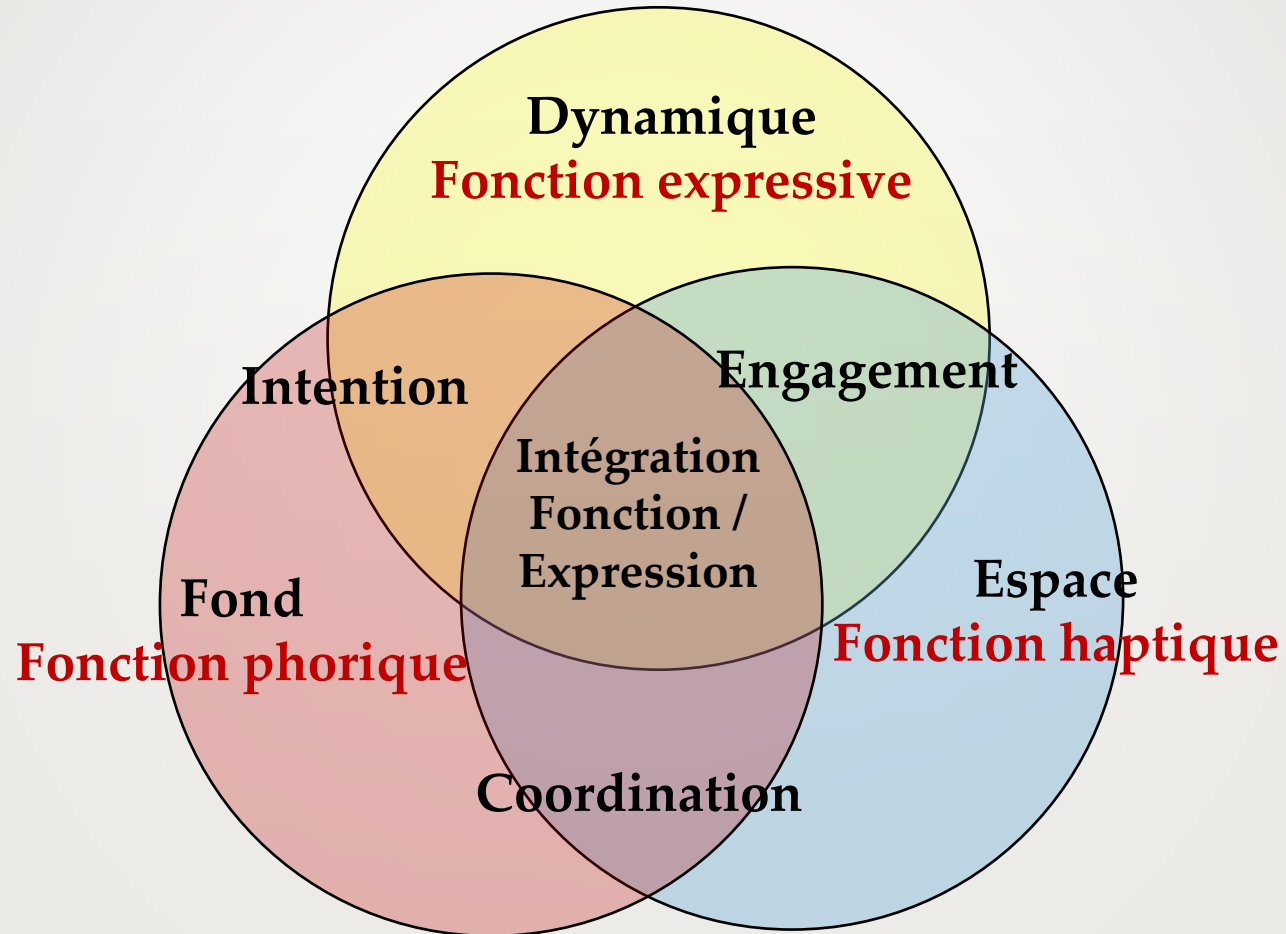 Dynamique
Fonction expressive
Intention
Engagement
Intégration
Fonction /
Expression
Fond
Fonction phorique
Espace
Fonction haptique
Coordination